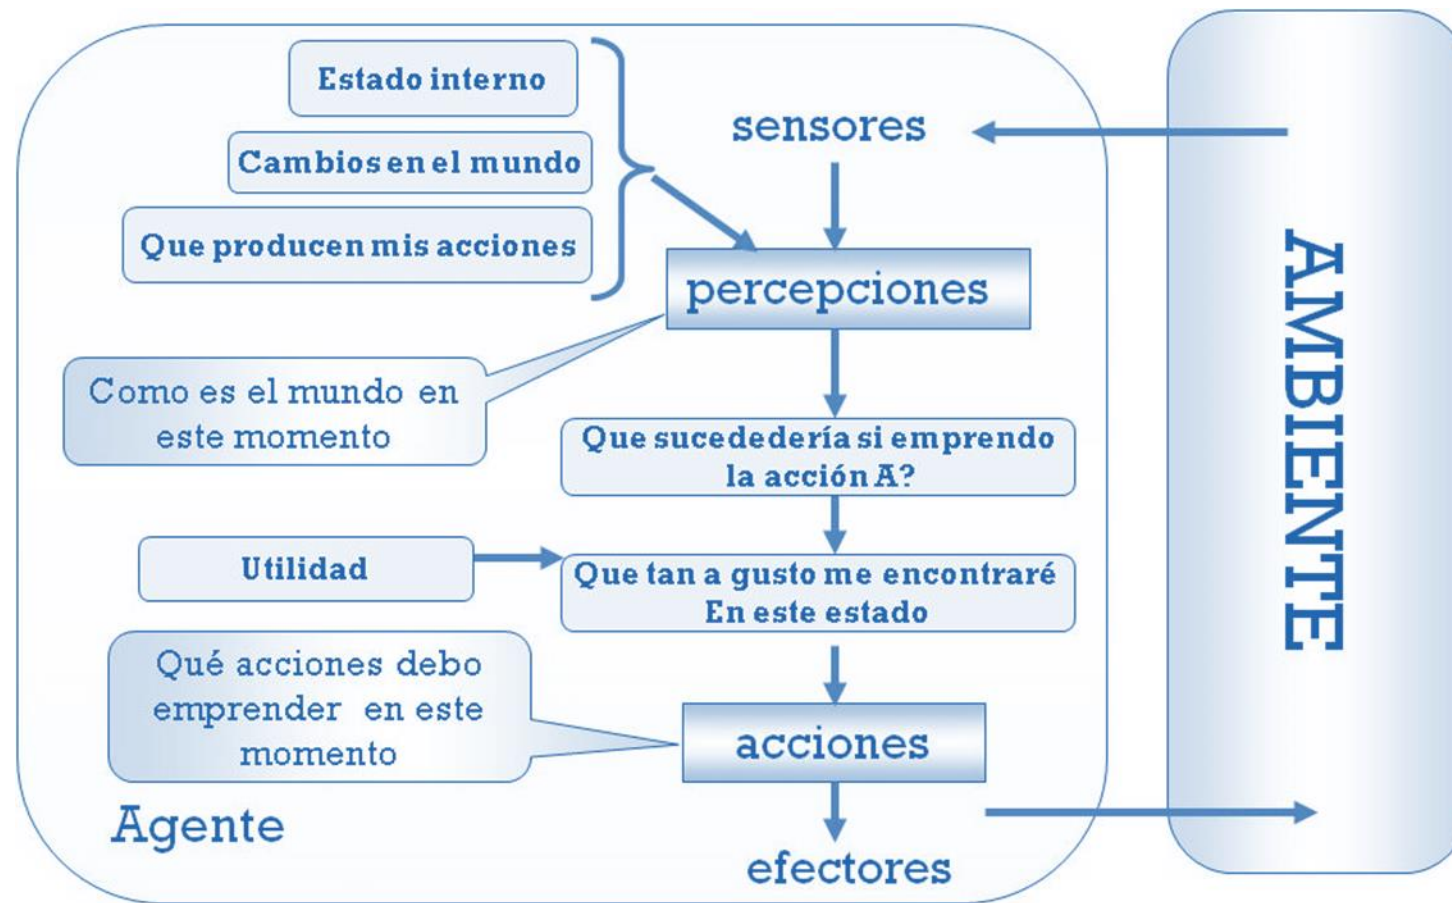 Estado interno
Cambios en el mundo
Que producen mis acciones
sensores
percepciones
Como es el mundo en
este momento
Que sucededería si emprendo
la acción A?
Utilidad
Que tan a gusto me encontraré
En este estado
Qué acciones debo
emprender en este
momento
acciones
Agente
efectores
AMBIENTE